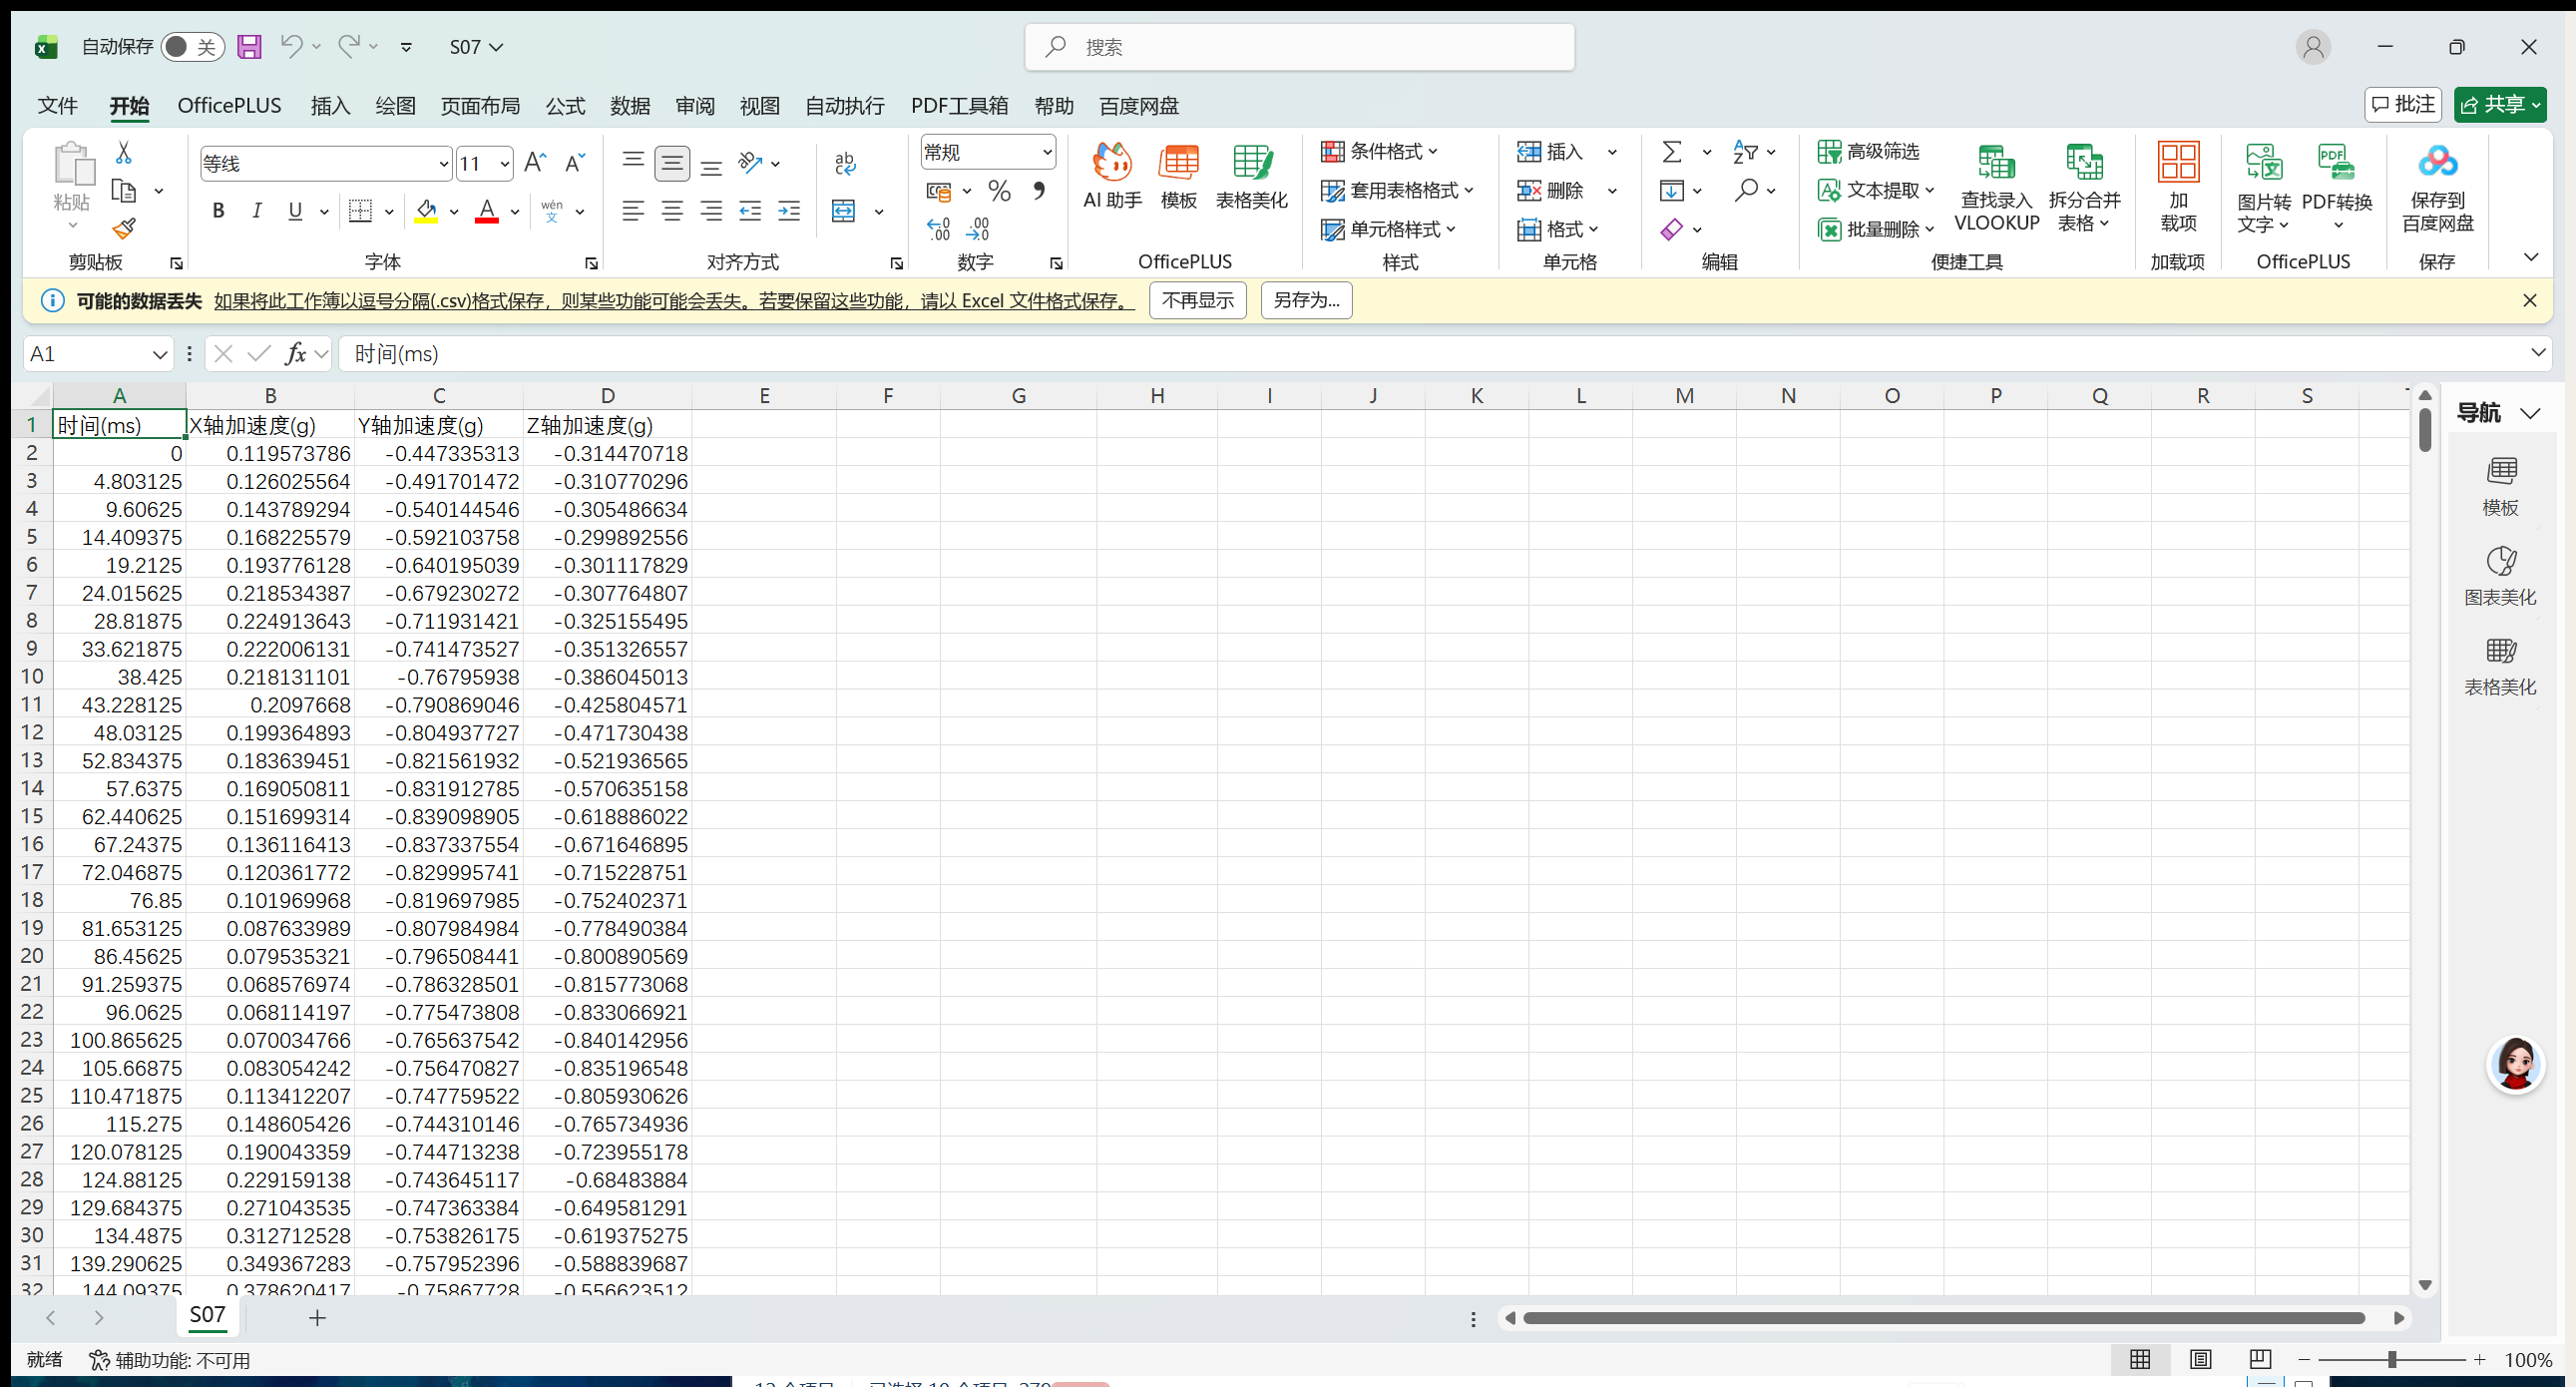 自动保存 关 S07 搜索
文件 开始 OfficePLUS 插入 绘图 页面布局 公式 数据 审阅 视图 自动执行 PDF工具箱 帮助 百度网盘 批注 共享
粘贴 等线 11 常规 AI 助手 模板 表格美化 条件格式 套用表格格式 单元格样式 插入 删除 格式 高级筛选 文本提取 批量删除 查找录入 VLOOKUP 拆分合并 表格 加 载项 图片转 文字 PDF转换 保存到 百度网盘
剪贴板 字体 对齐方式 数字 OfficePLUS 样式 单元格 编辑 便捷工具 加载项 OfficePLUS 保存
可能的数据丢失 如果将此工作簿以逗号分隔(.csv)格式保存，则某些功能可能会丢失。若要保留这些功能，请以 Excel 文件格式保存。 不再显示 另存为...
A1 fx 时间(ms)
A B C D E F G H I J K L M N O P Q R S
1 时间(ms) X轴加速度(g) Y轴加速度(g) Z轴加速度(g)
2 0 0.119573786 -0.447335313 -0.314470718
3 4.803125 0.126025564 -0.491701472 -0.310770296
4 9.60625 0.143789294 -0.540144546 -0.305486634
5 14.409375 0.168225579 -0.592103758 -0.299892556
6 19.2125 0.193776128 -0.640195039 -0.301117829
7 24.015625 0.218534387 -0.679230272 -0.307764807
8 28.81875 0.224913643 -0.711931421 -0.325155495
9 33.621875 0.222006131 -0.741473527 -0.351326557
10 38.425 0.218131101 -0.76795938 -0.386045013
11 43.228125 0.2097668 -0.790869046 -0.425804571
12 48.03125 0.199364893 -0.804937727 -0.471730438
13 52.834375 0.183639451 -0.821561932 -0.521936565
14 57.6375 0.169050811 -0.831912785 -0.570635158
15 62.440625 0.151699314 -0.839098905 -0.618886022
16 67.24375 0.136116413 -0.837337554 -0.671646895
17 72.046875 0.120361772 -0.829995741 -0.715228751
18 76.85 0.101969968 -0.819697985 -0.752402371
19 81.653125 0.087633989 -0.807984984 -0.778490384
20 86.45625 0.079535321 -0.796508441 -0.800890569
21 91.259375 0.068576974 -0.786328501 -0.815773068
22 96.0625 0.068114197 -0.775473808 -0.833066921
23 100.865625 0.070034766 -0.765637542 -0.840142956
24 105.66875 0.083054242 -0.756470827 -0.835196548
25 110.471875 0.113412207 -0.747759522 -0.805930626
26 115.275 0.148605426 -0.744310146 -0.765734936
27 120.078125 0.190043359 -0.744713238 -0.723955178
28 124.88125 0.229159138 -0.743645117 -0.68483884
29 129.684375 0.271043535 -0.747363384 -0.649581291
30 134.4875 0.312712528 -0.753826175 -0.619375275
31 139.290625 0.349367283 -0.757952396 -0.588839687
32 144.09375 0.378620417 -0.75867728 -0.556623512
导航
模板
图表美化
表格美化
S07
就绪 辅助功能: 不可用 100%